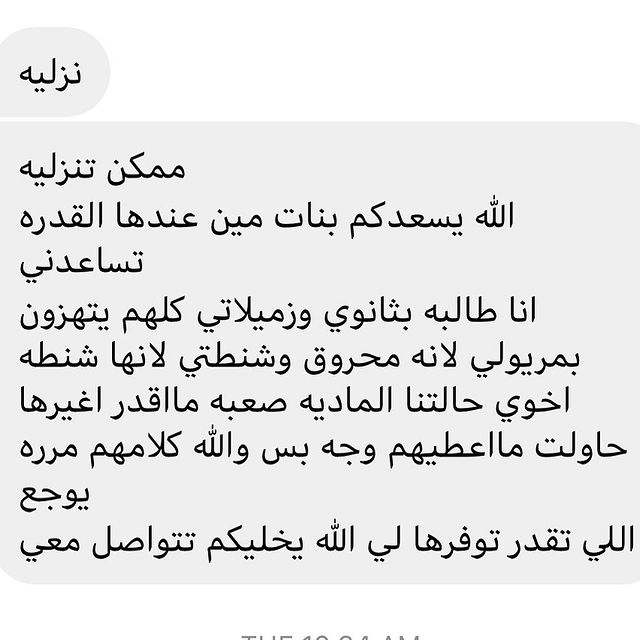 نزليه
ممكن تنزليه
الله يسعدكم بنات مين عندها القدره
تساعدني
انا طالبه بثانوي وزميلاتي كلهم يتهزون
بمريولي لانه محروق وشنطتي لانها شنطه
اخوي حالتنا الماديه صعبه مااقدر اغيرها
حاولت مااعطيهم وجه بس والله كلامهم مرره
يوجع
اللي تقدر توفرها لي الله يخليكم تتواصل معي